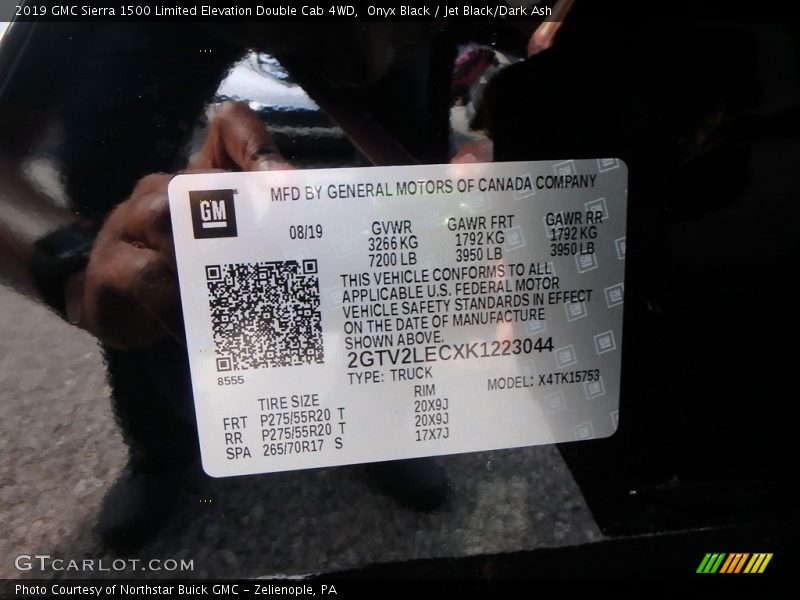 2019 GMC Sierra 1500 Limited Elevation Double Cab 4WD,  Onyx Black / Jet Black/Dark Ash
MFD BY GENERAL MOTORS OF CANADA COMPANY
GM
08/19
GVWR GAWR FRT GAWR RR
3266 KG 1792 KG 1792 KG
7200 LB 3950 LB 3950 LB
THIS VEHICLE CONFORMS TO ALL
APPLICABLE U.S. FEDERAL MOTOR
VEHICLE SAFETY STANDARDS IN EFFECT
ON THE DATE OF MANUFACTURE
SHOWN ABOVE.
2GTV2LECXK1223044
8555
TYPE: TRUCK MODEL: X4TK15753
TIRE SIZE RIM
FRT P275/55R20 T 20X9J
RR P275/55R20 T 20X9J
SPA 265/70R17 S 17X7J
GTCARLOT.COM
Photo Courtesy of Northstar Buick GMC - Zelienople, PA